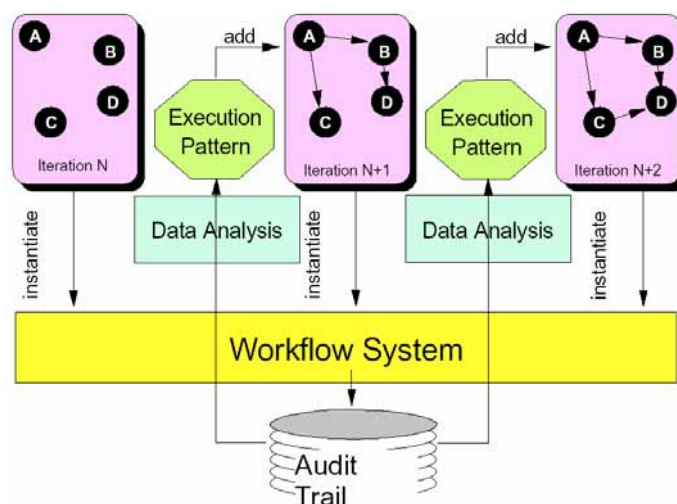 A
B
C
D
Iteration N
instantiate
Execution
Pattern
Data Analysis
add
A
B
C
D
Iteration N+1
instantiate
Execution
Pattern
Data Analysis
add
A
B
C
D
Iteration N+2
instantiate
Workflow System
Audit
Trail